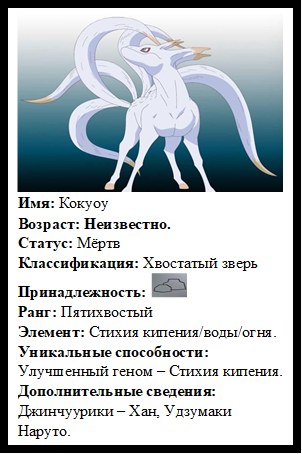 Имя: Кокуоу
Возраст: Неизвестно.
Статус: Мёртв
Классификация: Хвостатый зверь
Принадлежность:
Ранг: Пятихвостый
Элемент: Стихия кипения/воды/огня.
Уникальные способности:
Улучшенный геном – Стихия кипения.
Дополнительные сведения:
Джинчуурики – Хан, Удзумаки
Наруто.